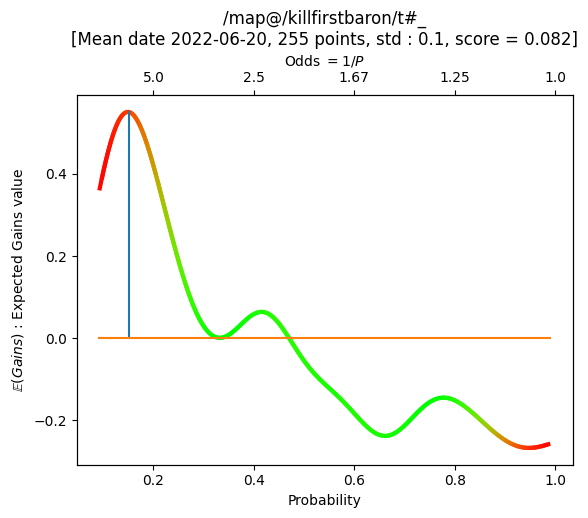 /map@/killfirstbaron/t#_
[Mean date 2022-06-20, 255 points, std : 0.1, score = 0.082]
Odds = 1/P
5.0 2.5 1.67 1.25 1.0
𝔼(Gains) : Expected Gains value
0.4
0.2
0.0
−0.2
0.2 0.4 0.6 0.8 1.0
Probability